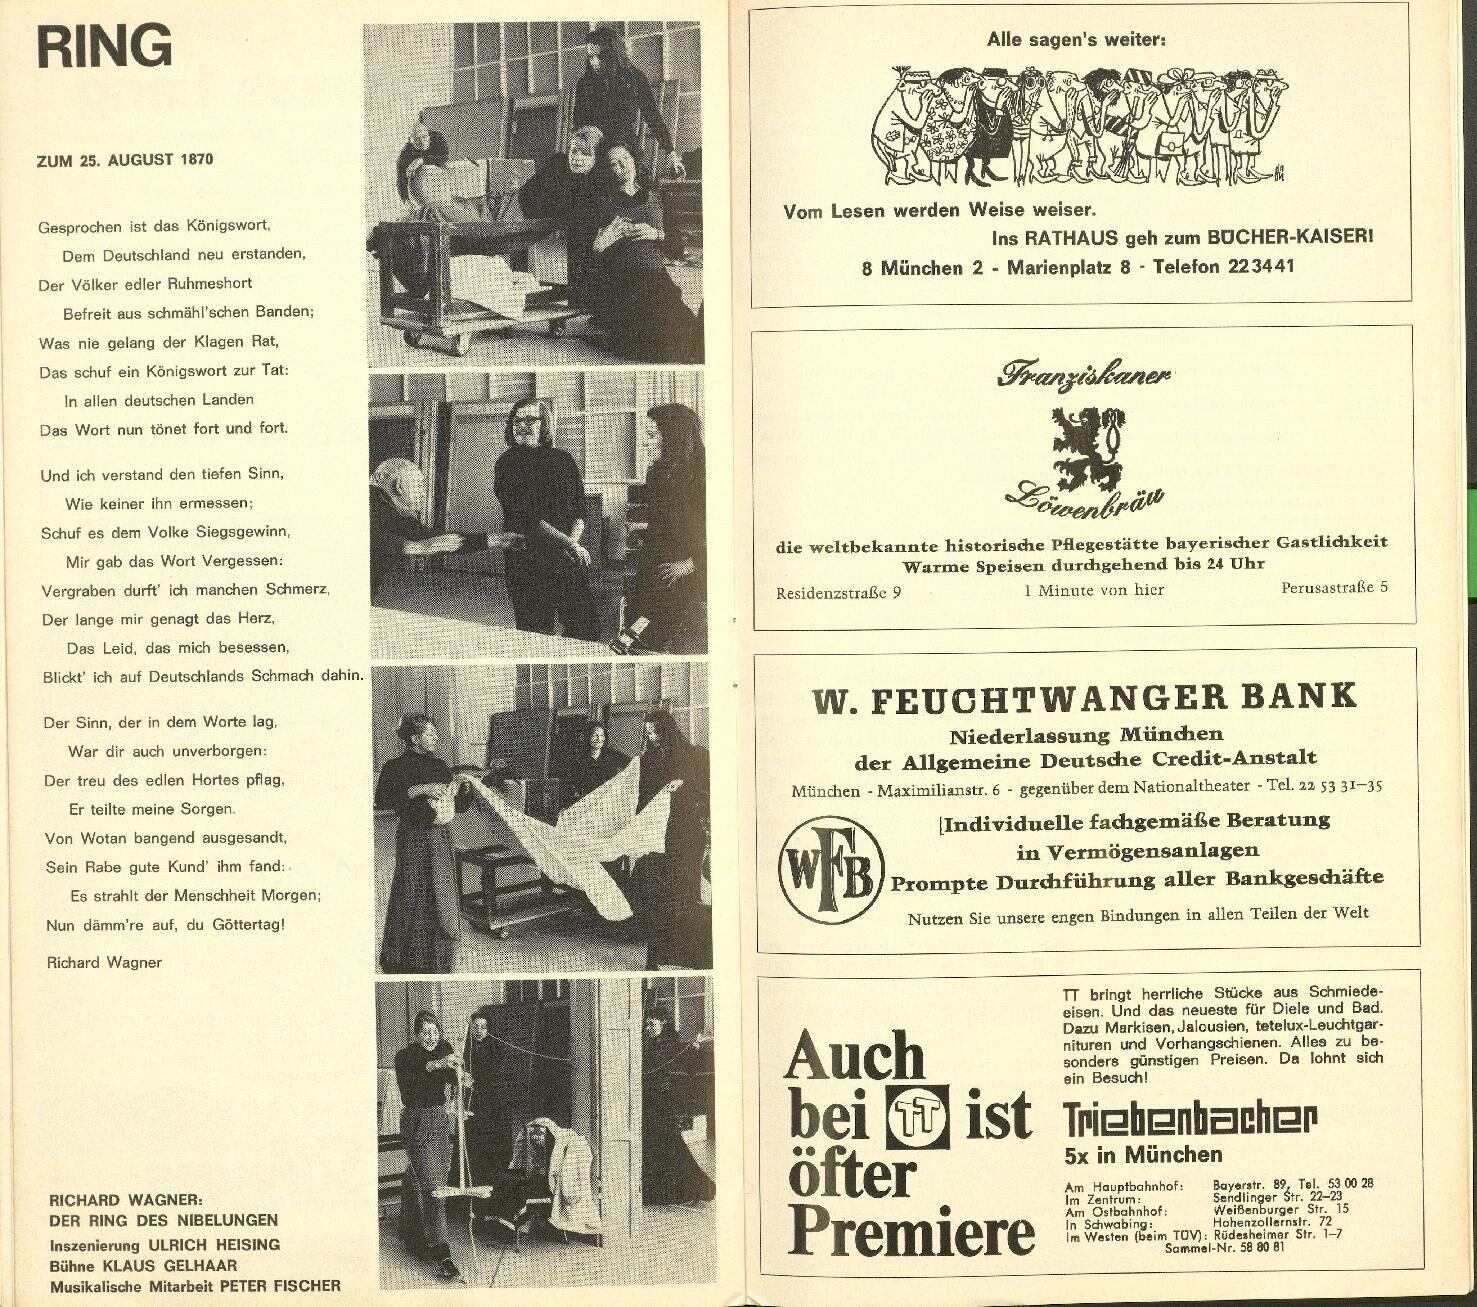 RING
ZUM 25. AUGUST 1870
Gesprochen ist das Königswort,
Dem Deutschland neu erstanden,
Der Völker edler Ruhmeshort
Befreit aus schmähl'schen Banden;
Was nie gelang der Klagen Rat,
Das schuf ein Königswort zur Tat:
In allen deutschen Landen
Das Wort nun tönet fort und fort.
Und ich verstand den tiefen Sinn,
Wie keiner ihn ermessen;
Schuf es dem Volke Siegsgewinn,
Mir gab das Wort Vergessen:
Vergraben durft' ich manchen Schmerz,
Der lange mir genagt das Herz,
Das Leid, das mich besessen,
Blickt' ich auf Deutschlands Schmach dahin.
Der Sinn, der in dem Worte lag,
War dir auch unverborgen:
Der treu des edlen Hortes pflag,
Er teilte meine Sorgen.
Von Wotan bangend ausgesandt,
Sein Rabe gute Kund' ihm fand:
Es strahlt der Menschheit Morgen;
Nun dämm're auf, du Göttertag!
Richard Wagner
RICHARD WAGNER:
DER RING DES NIBELUNGEN
Inszenierung ULRICH HEISING
Bühne KLAUS GELHAAR
Musikalische Mitarbeit PETER FISCHER
Alle sagen's weiter:
Vom Lesen werden Weise weiser.
Ins RATHAUS geh zum BÜCHER-KAISER!
8 München 2 - Marienplatz 8 - Telefon 223441
Franziskaner
Löwenbräu
die weltbekannte historische Pflegestätte bayerischer Gastlichkeit
Warme Speisen durchgehend bis 24 Uhr
Residenzstraße 9 1 Minute von hier Perusastraße 5
W. FEUCHTWANGER BANK
Niederlassung München
der Allgemeine Deutsche Credit-Anstalt
München - Maximilianstr. 6 - gegenüber dem Nationaltheater - Tel. 22 53 31–35
WFB
Individuelle fachgemäße Beratung
in Vermögensanlagen
Prompte Durchführung aller Bankgeschäfte
Nutzen Sie unsere engen Bindungen in allen Teilen der Welt
Auch
bei TT ist
öfter
Premiere
TT bringt herrliche Stücke aus Schmiede-
eisen. Und das neueste für Diele und Bad.
Dazu Markisen, Jalousien, tetelux-Leuchtgar-
nituren und Vorhangschienen. Alles zu be-
sonders günstigen Preisen. Da lohnt sich
ein Besuch!
Triebenbacher
5x in München
Am Hauptbahnhof: Bayerstr. 89, Tel. 53 00 28
Im Zentrum: Sendlinger Str. 22–23
Am Ostbahnhof: Weißenburger Str. 15
In Schwabing: Hohenzollernstr. 72
Im Westen (beim TÜV): Rüdesheimer Str. 1–7
Sammel-Nr. 58 80 81